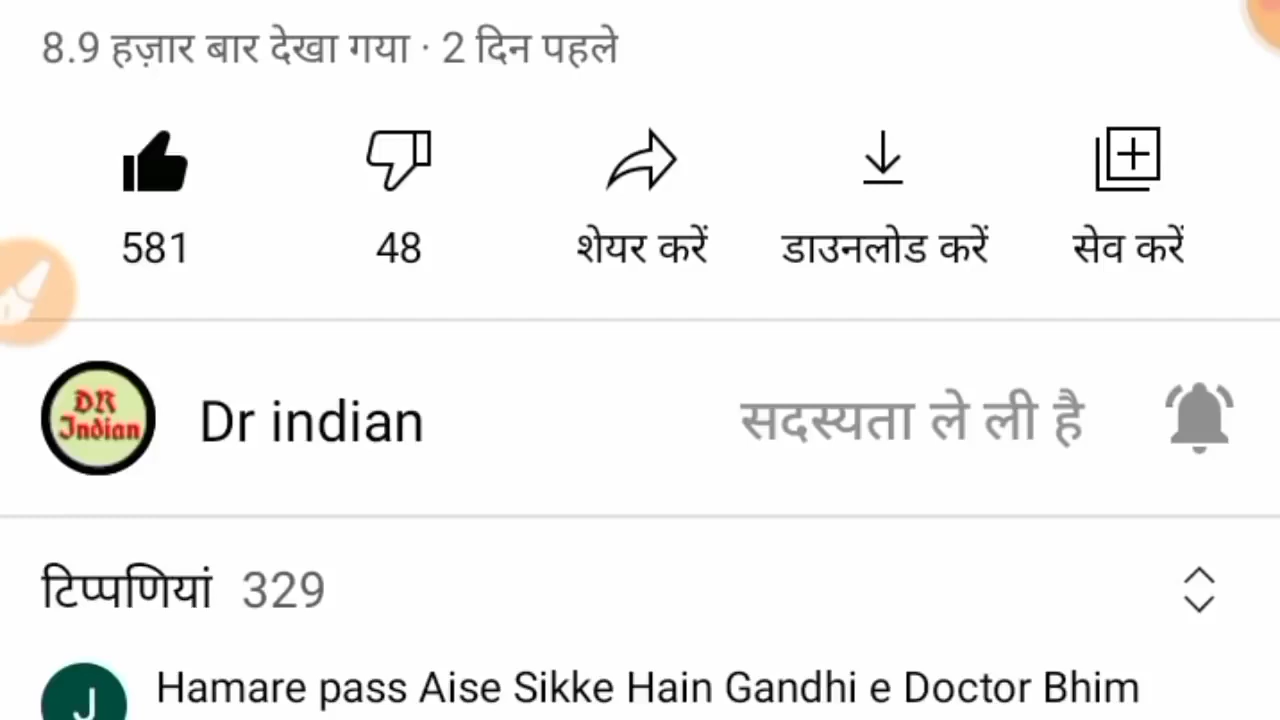 8.9 हज़ार बार देखा गया · 2 दिन पहले
581
48
शेयर करें
डाउनलोड करें
सेव करें
DR
Indian
Dr indian
सदस्यता ले ली है
टिप्पणियां 329
J
Hamare pass Aise Sikke Hain Gandhi e Doctor Bhim